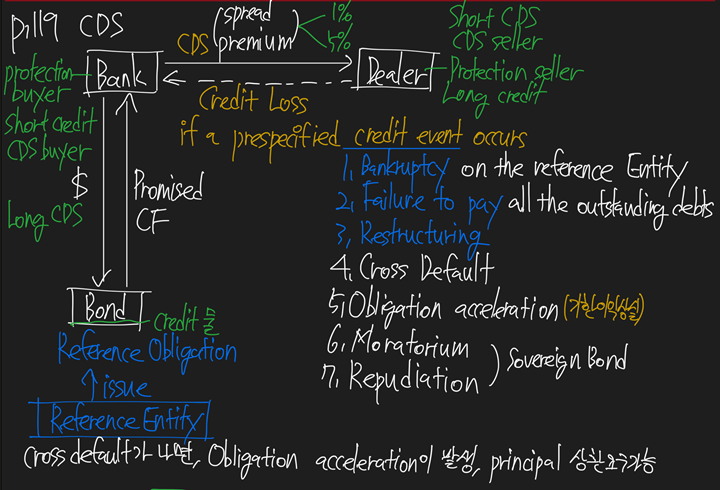 p.119 CDS
CDS (spread premium) 1% 5%
Short CDS
CDS seller
protection buyer
Bank
Dealer
Protection seller
Long credit
short credit
CDS buyer
Credit Loss
if a prespecified credit event occurs
$
Promised CF
Long CDS
1, Bankruptcy on the reference Entity
2, Failure to pay all the outstanding debts
3, Restructuring
4, Cross Default
5, Obligation acceleration (기한이익상실)
6, Moratorium
7, Repudiation
Sovereign Bond
Bond
credit 물
Reference Obligation
issue
Reference Entity
Cross default가 나면, Obligation acceleration이 발생, principal 상환요구가능